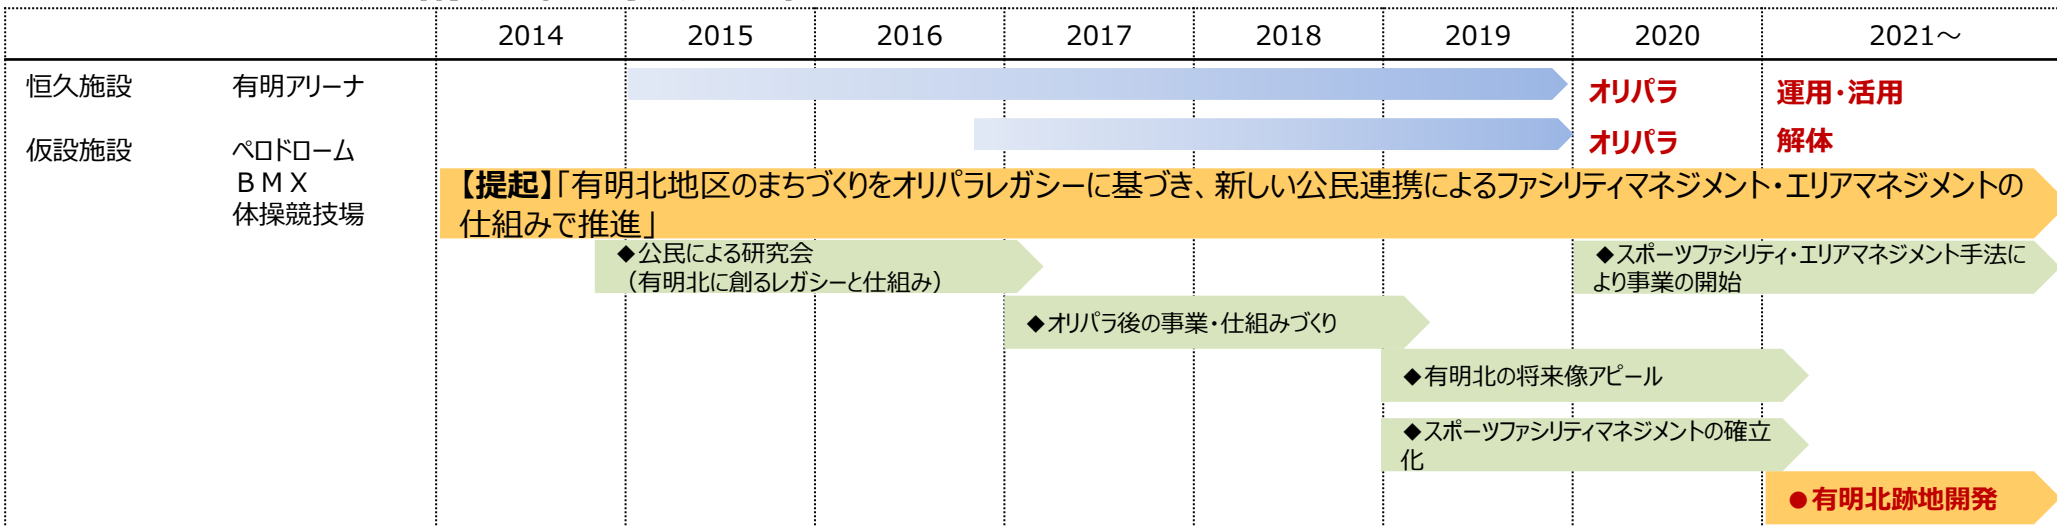 2014 2015 2016 2017 2018 2019 2020 2021～
恒久施設 有明アリーナ オリパラ 運用・活用
仮設施設 ペロドローム オリパラ 解体
ＢＭＸ
体操競技場
【提起】「有明北地区のまちづくりをオリパラレガシーに基づき、新しい公民連携によるファシリティマネジメント・エリアマネジメントの
仕組みで推進」
◆公民による研究会
（有明北に創るレガシーと仕組み）
◆スポーツファシリティ・エリアマネジメント手法に
より事業の開始
◆オリパラ後の事業・仕組みづくり
◆有明北の将来像アピール
◆スポーツファシリティマネジメントの確立
化
●有明北跡地開発